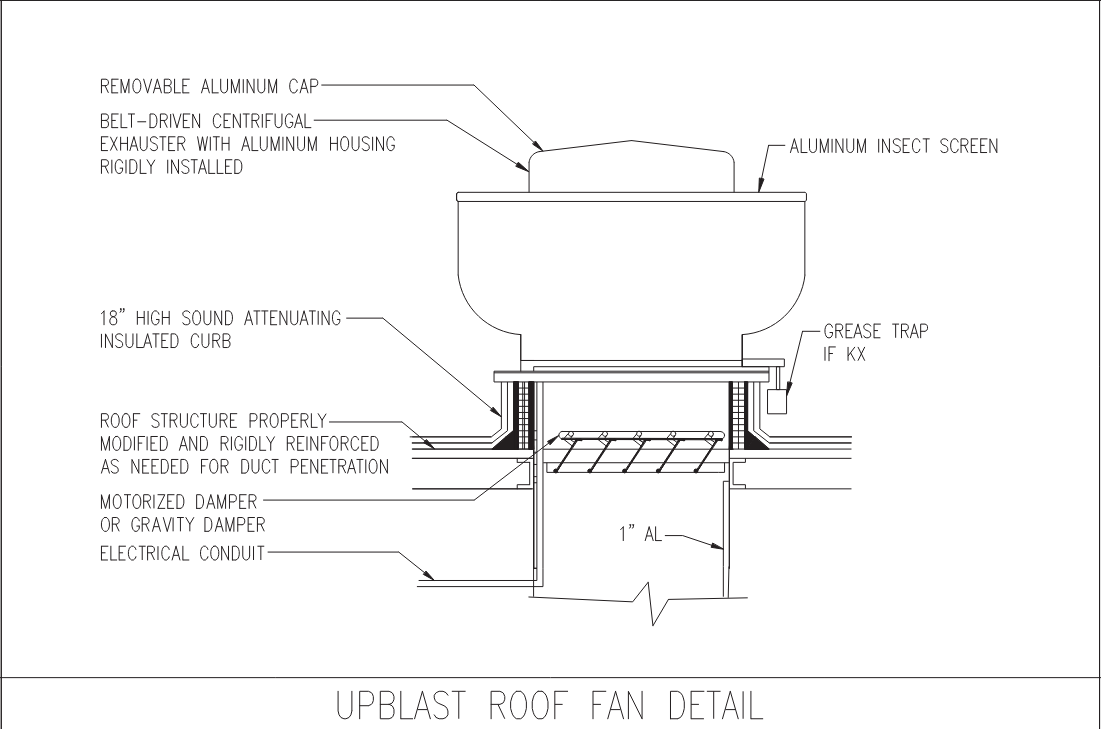 REMOVABLE ALUMINUM CAP
BELT-DRIVEN CENTRIFUGAL
EXHAUSTER WITH ALUMINUM HOUSING
RIGIDLY INSTALLED
ALUMINUM INSECT SCREEN
18" HIGH SOUND ATTENUATING
INSULATED CURB
GREASE TRAP
IF KX
ROOF STRUCTURE PROPERLY
MODIFIED AND RIGIDLY REINFORCED
AS NEEDED FOR DUCT PENETRATION
MOTORIZED DAMPER
OR GRAVITY DAMPER
1" AL
ELECTRICAL CONDUIT
UPBLAST ROOF FAN DETAIL